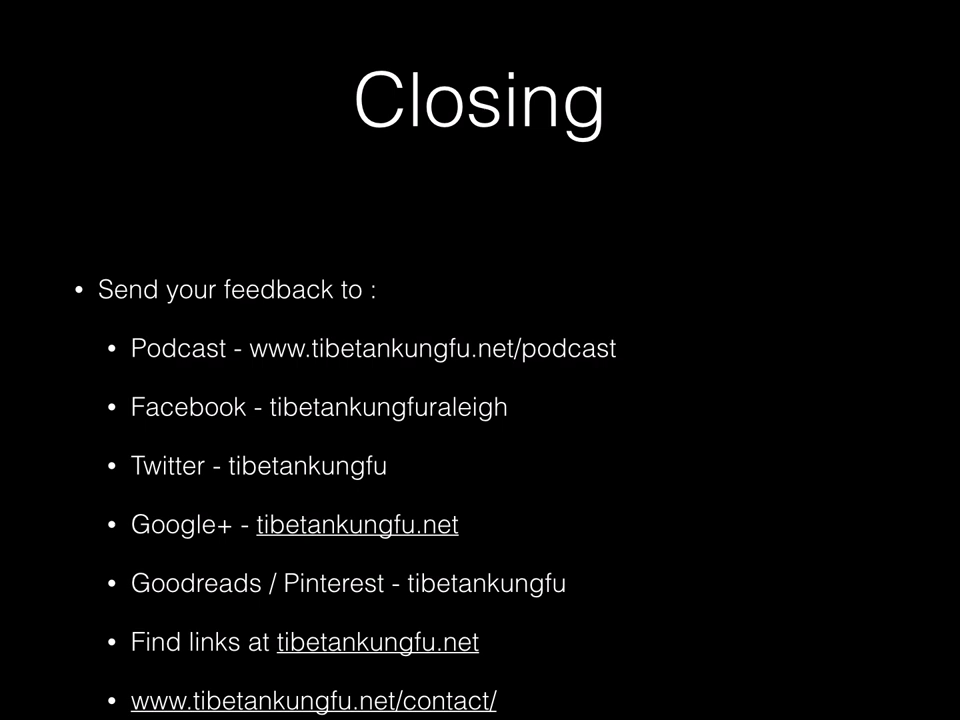 Closing
• Send your feedback to :
• Podcast - www.tibetankungfu.net/podcast
• Facebook - tibetankungfuraleigh
• Twitter - tibetankungfu
• Google+ - tibetankungfu.net
• Goodreads / Pinterest - tibetankungfu
• Find links at tibetankungfu.net
• www.tibetankungfu.net/contact/